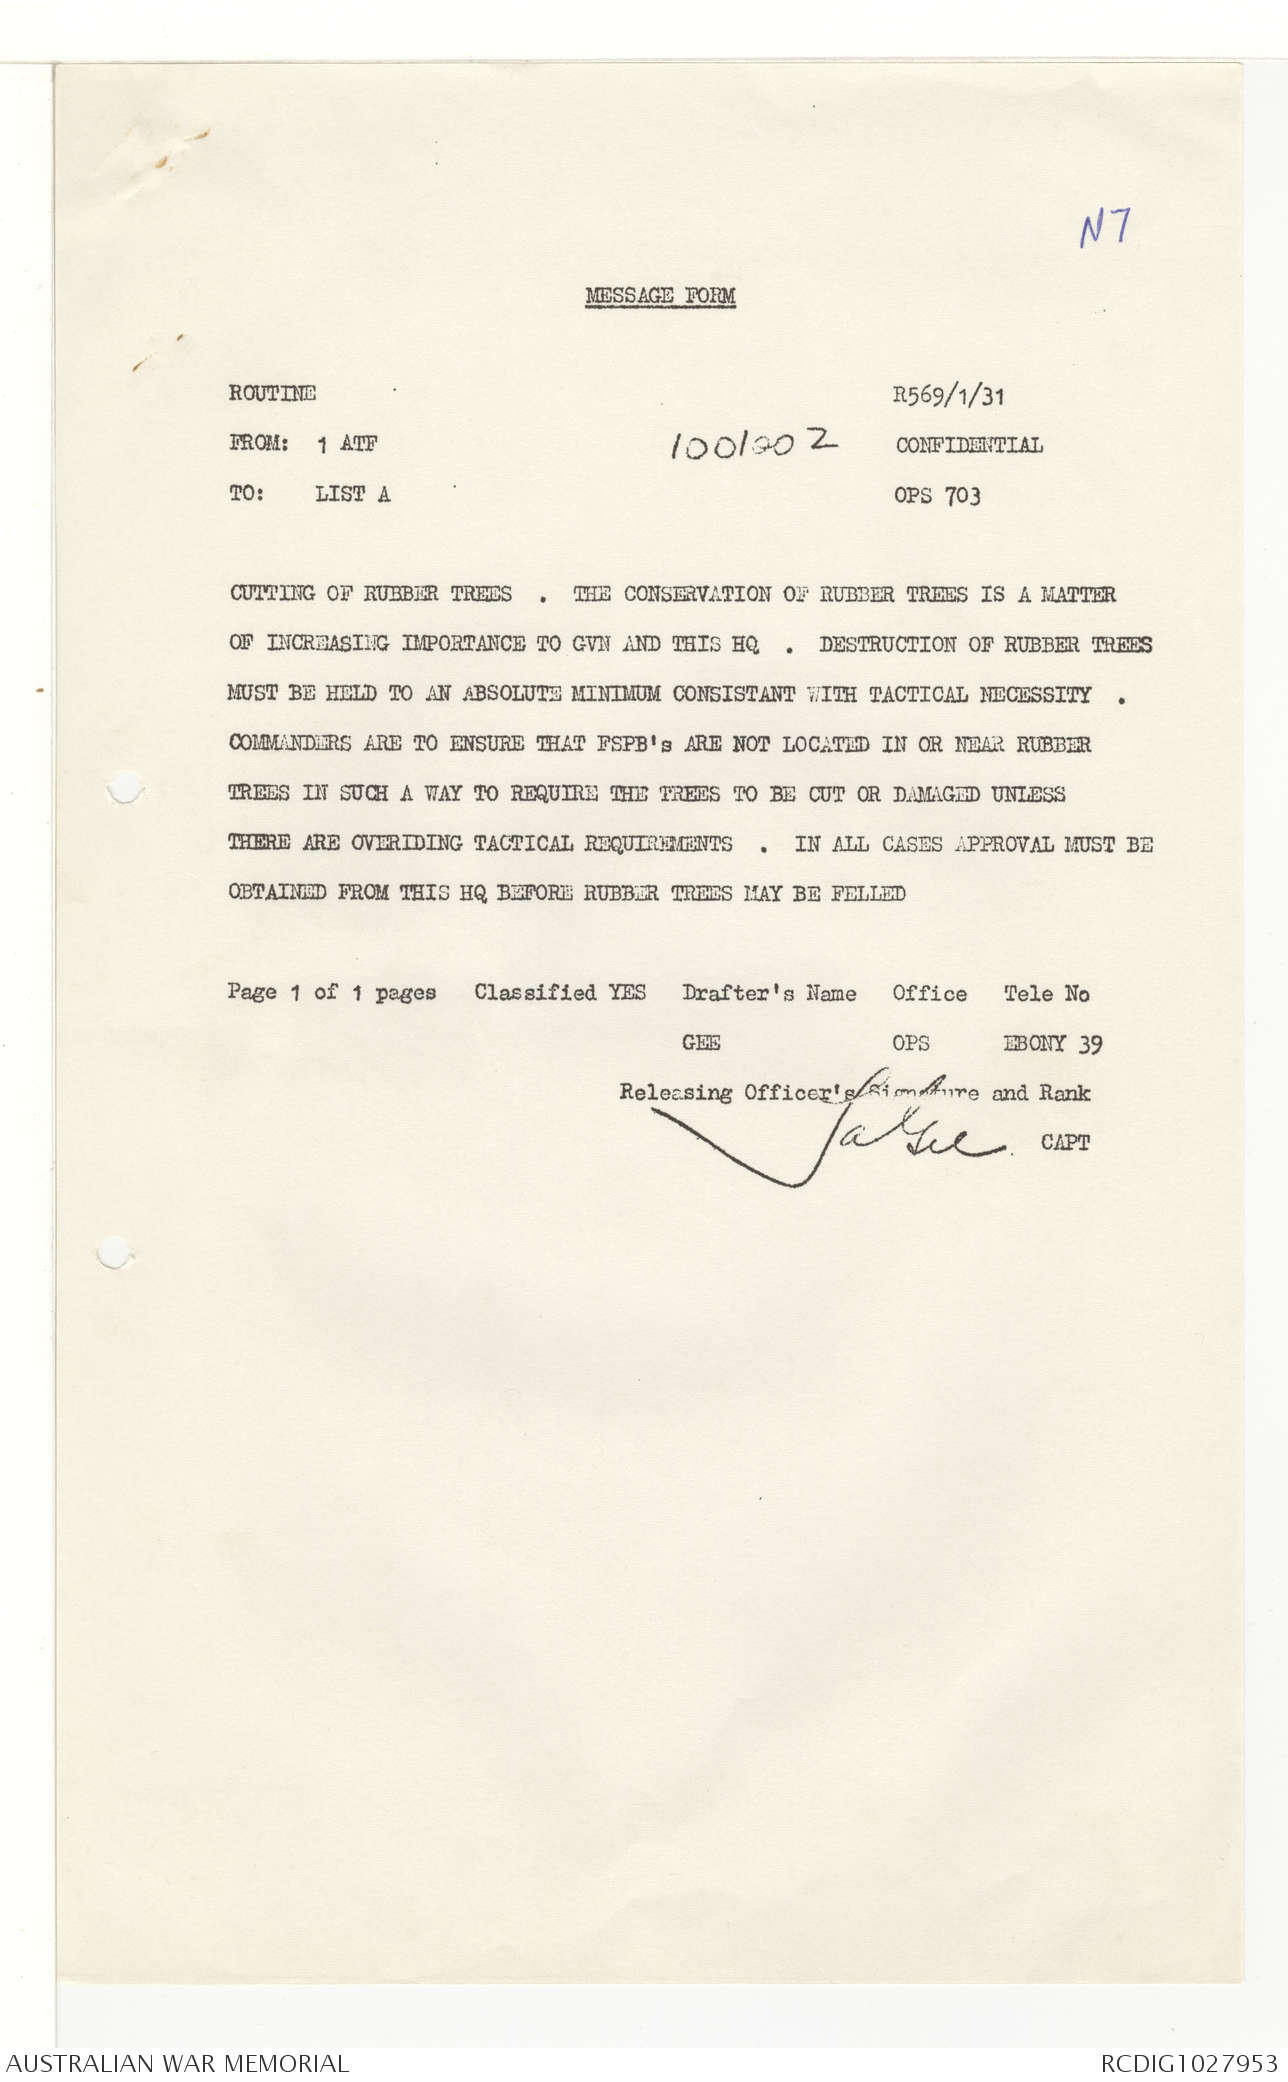 N7
MESSAGE FORM
ROUTINE R569/1/31
FROM: 1 ATF 100100Z CONFIDENTIAL
TO: LIST A OPS 703
CUTTING OF RUBBER TREES . THE CONSERVATION OF RUBBER TREES IS A MATTER
OF INCREASING IMPORTANCE TO GVN AND THIS HQ . DESTRUCTION OF RUBBER TREES
MUST BE HELD TO AN ABSOLUTE MINIMUM CONSISTANT WITH TACTICAL NECESSITY .
COMMANDERS ARE TO ENSURE THAT FSPB's ARE NOT LOCATED IN OR NEAR RUBBER
TREES IN SUCH A WAY TO REQUIRE THE TREES TO BE CUT OR DAMAGED UNLESS
THERE ARE OVERIDING TACTICAL REQUIREMENTS . IN ALL CASES APPROVAL MUST BE
OBTAINED FROM THIS HQ BEFORE RUBBER TREES MAY BE FELLED
Page 1 of 1 pages Classified YES Drafter's Name Office Tele No
GEE OPS EBONY 39
Releasing Officer's Signature and Rank
CAPT
AUSTRALIAN WAR MEMORIAL RCDIG1027953